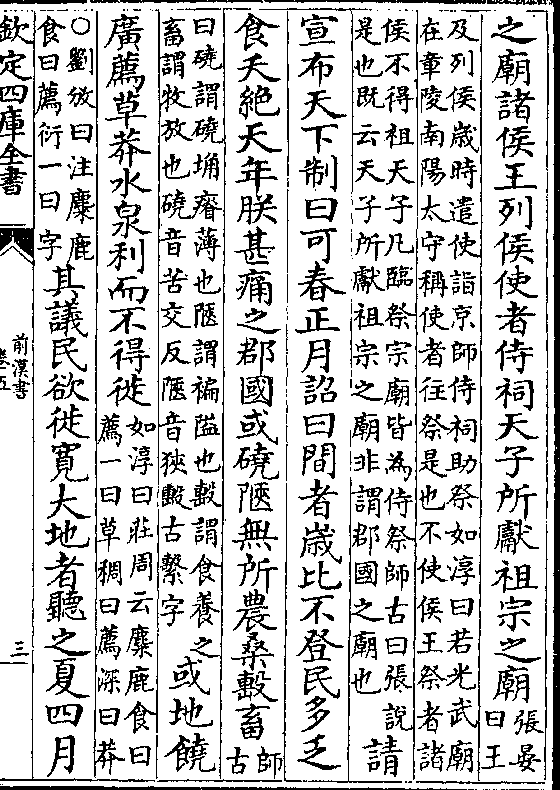 之廟諸侯王列侯使者侍祠天子所獻祖宗之廟張晏
曰王
及列侯歲時遣使詣京師侍祠助祭如淳曰若光武廟
在章陵南陽太守稱使者往祭是也不使侯王祭者諸
侯不得祖天子凡臨祭宗廟皆為侍祭師古曰張說
是也既云天子所獻祖宗之廟非謂郡國之廟也
請
宣布天下制曰可春正月詔曰間者歲比不登民多乏
食夭絕天年朕甚痛之郡國或磽陿無所農桑毄畜師
古
曰磽謂磽埆瘠薄也陿謂褊隘也毄謂食養之
畜謂牧放也磽音苦交反陿音狹毄古繫字
或地饒
廣薦草莽水泉利而不得徙
如淳曰莊周云麋鹿食曰
薦一曰草稠曰薦深曰莽
○劉攽曰注麋鹿
食曰薦衍一曰字
其議民欲徙寬大地者聽之夏四月
欽定四庫全書
前漢書
卷五
三